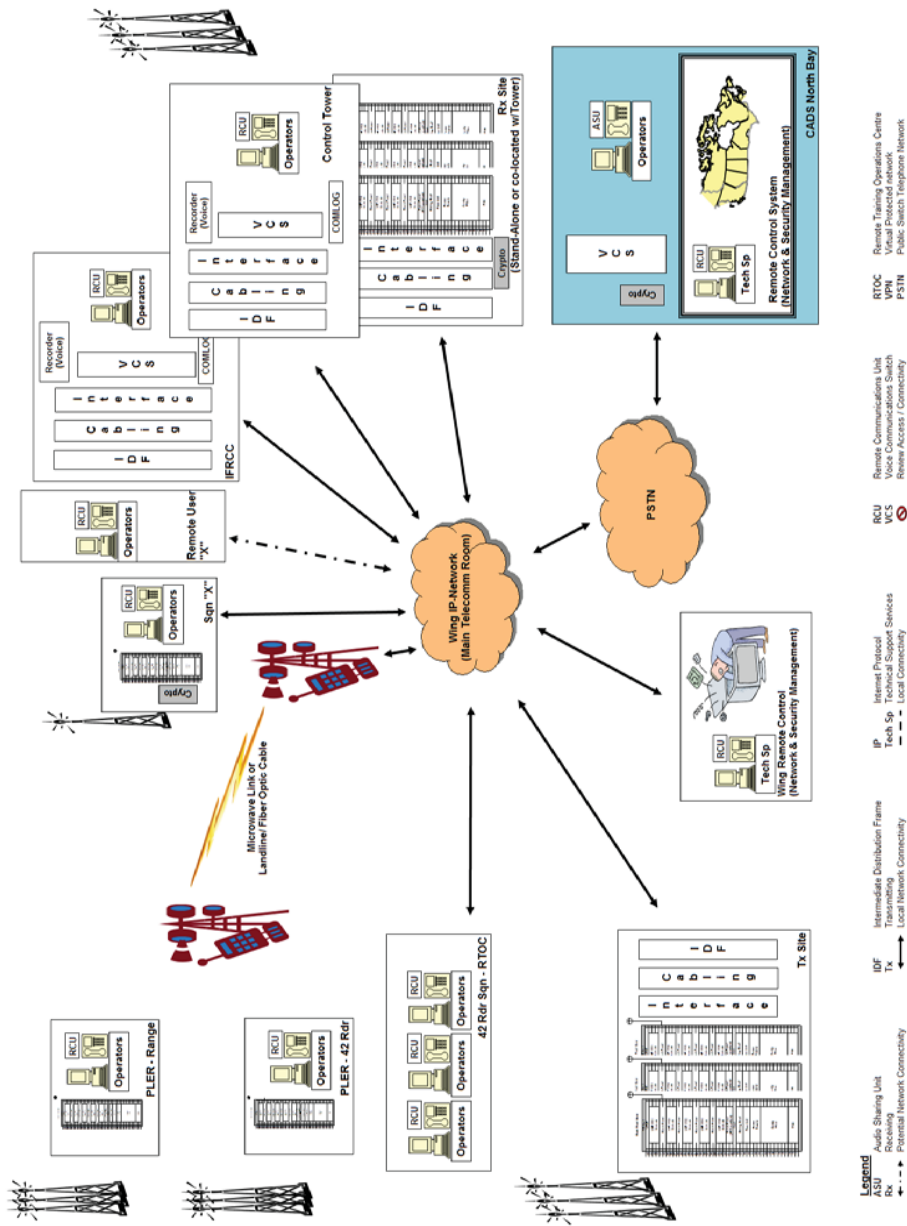 PLER - Range
RCU
Operators
PLER - 42 Rdr
RCU
Operators
Microwave Link or
Landline/ Fiber Optic Cable
Crypto
RCU
Operators
Sqn "X"
RCU
Operators
Remote User
"X"
Recorder
(Voice)
RCU
Operators
IDF
Cabling
Interface
VCS
COMLOG
IFRCC
Recorder
(Voice)
RCU
Operators
IDF
Cabling
Interface
VCS
COMLOG
Control Tower
IDF
Cabling
Interface
Crypto
Rx Site
(Stand-Alone or co-located w/Tower)
42 Rdr Sqn - RTOC
RCU
RCU
RCU
Operators
Operators
Operators
Wing IP-Network
(Main Telecomm Room)
PSTN
Interface
Cabling
IDF
Tx Site
RCU
Tech Sp
Wing Remote Control
(Network & Security Management)
VCS
Crypto
ASU
Operators
RCU
Tech Sp
Remote Control System
(Network & Security Management)
CADS North Bay
Legend
ASU Audio Sharing Unit
Rx Receiving
Potential Network Connectivity
IDF Intermediate Distribution Frame
Tx Transmitting
Local Network Connectivity
IP Internet Protocol
Tech Sp Technical Support Services
Local Connectivity
RCU Remote Communications Unit
VCS Voice Communications Switch
Review Access / Connectivity
RTOC Remote Training Operations Centre
VPN Virtual Protected network
PSTN Public Switch Telephone Network